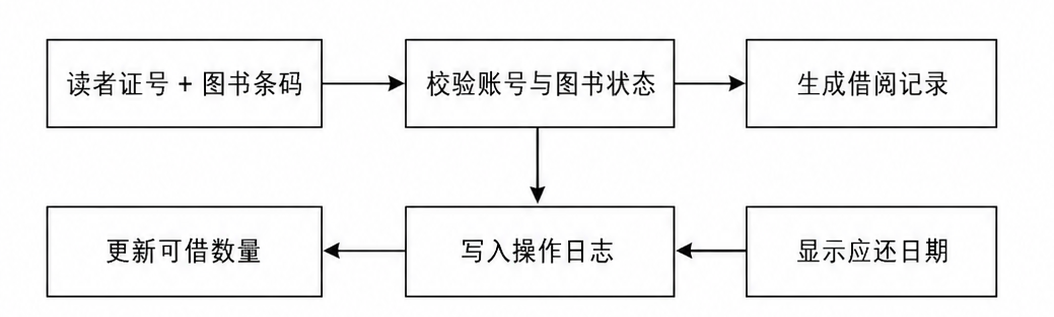 读者证号 + 图书条码
校验账号与图书状态
生成借阅记录
更新可借数量
写入操作日志
显示应还日期